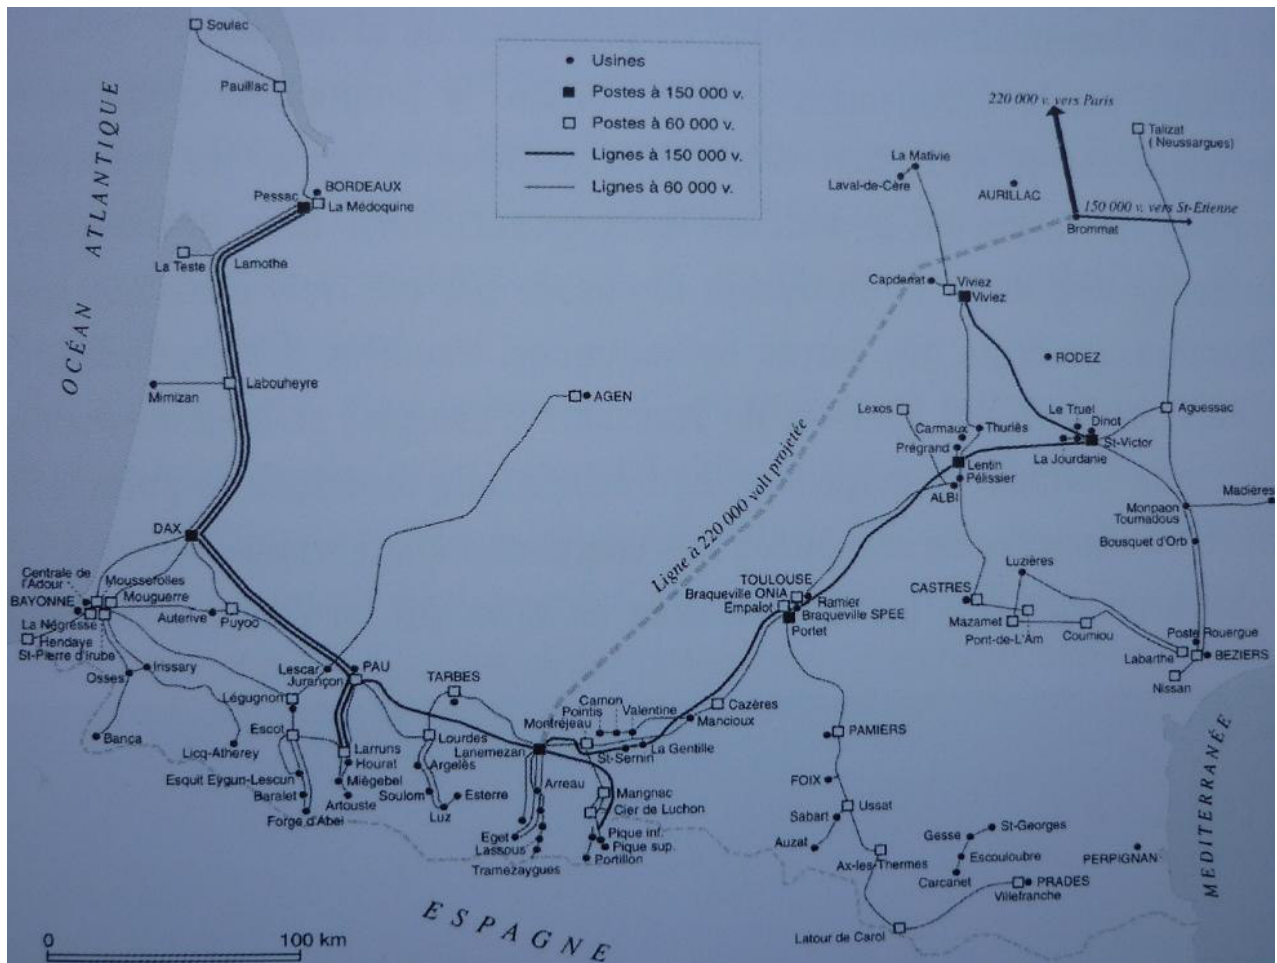 Soulac
Pauillac
Pessac
BORDEAUX
La Médoquine
La Teste
Lamothe
OCÉAN ATLANTIQUE
Usines
Postes à 150 000 v.
Postes à 60 000 v.
Lignes à 150 000 v.
Lignes à 60 000 v.
220 000 v. vers Paris
Talizat
( Neussargues)
La Mativie
Laval-de-Cère
AURILLAC
150 000 v. vers St-Etienne
Brommat
Capdenat
Viviez
Viviez
RODEZ
Mimizan
Labouheyre
AGEN
Ligne à 220 000 volt projetée
Lexos
Carmaux
Thuriès
Prégrand
Le Truel
Dinot
Aguessac
St-Victor
La Jourdanie
Lentin
Pélissier
ALBI
Madières
Monpaon
Toumadous
Bousquet d'Orb
DAX
Centrale de
l'Adour
Moussefolles
Mouguerre
BAYONNE
La Négresse
Hendaye
St-Pierre d'Irube
Auterive
Puyoo
TOULOUSE
Braqueville ONIA
Empalot
Ramier
Braqueville SPEE
Portet
Luzières
CASTRES
Mazamet
Pont-de-L'Am
Courniou
Poste Rouergue
Labarthe
BEZIERS
Nissan
Osses
Irissary
Banca
Licq-Atherey
Lescar
PAU
Jurançon
Légugnon
Escot
Larruns
Hourat
Miègebel
Artouste
Esquit Eygun-Lescun
Baralet
Forge d'Abel
TARBES
Lourdes
Argelès
Soulom
Esterre
Luz
Lanemezan
Montréjeau
Pointis
Camon
Valentine
Mancioux
Cazères
St-Sernin
La Gentille
Arreau
Marignac
Cier de Luchon
Eget
Lassous
Tramezaygues
Pique inf.
Pique sup.
Portillon
PAMIERS
FOIX
Ussat
Sabart
Auzat
Ax-les-Thermes
Gesse
St-Georges
Escouloubre
Carcanet
PERPIGNAN
PRADES
Villefranche
Latour de Carol
MEDITERRANÉE
ESPAGNE
0
100 km